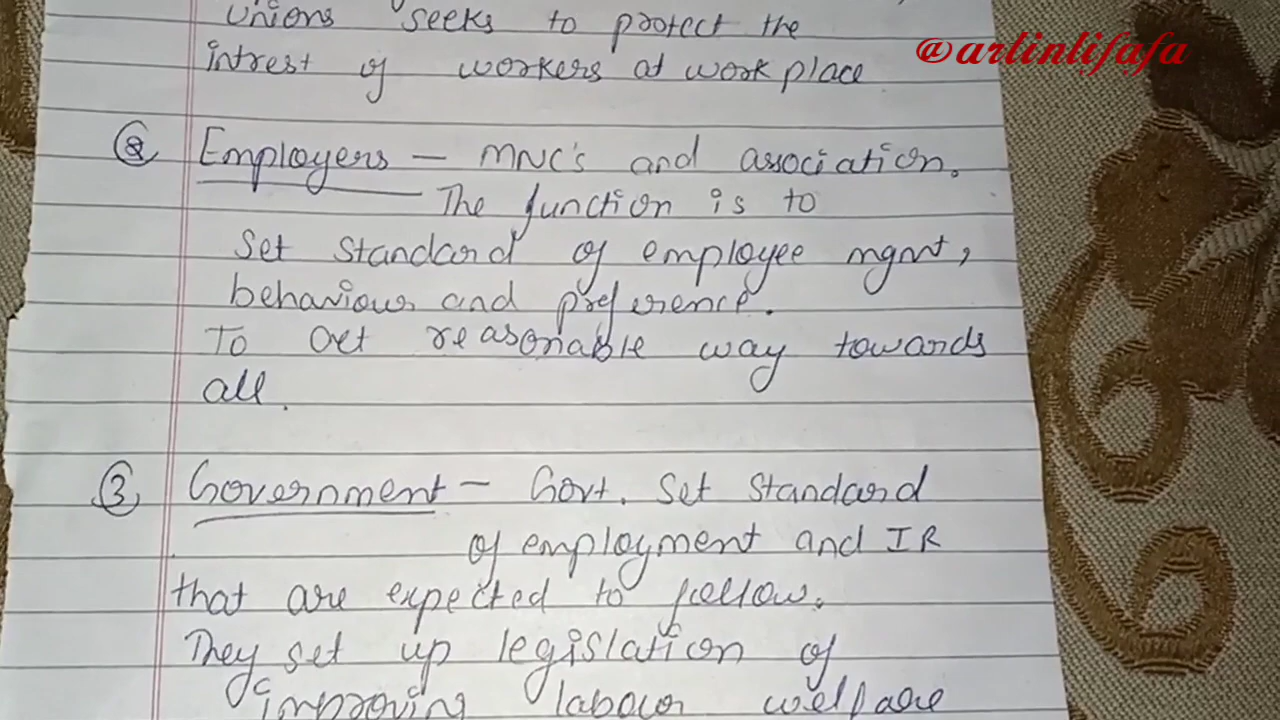 unions seeks to protect the
intrest of workers at work place
@artinlifafa
② Employers — MNC's and association.
The function is to
set standard of employee mgmt,
behaviour and preference.
To act reasonable way towards
all.
③ Government - Govt. set standard
of employment and IR
that are expected to follow.
They set up legislation of
improving labour welfare